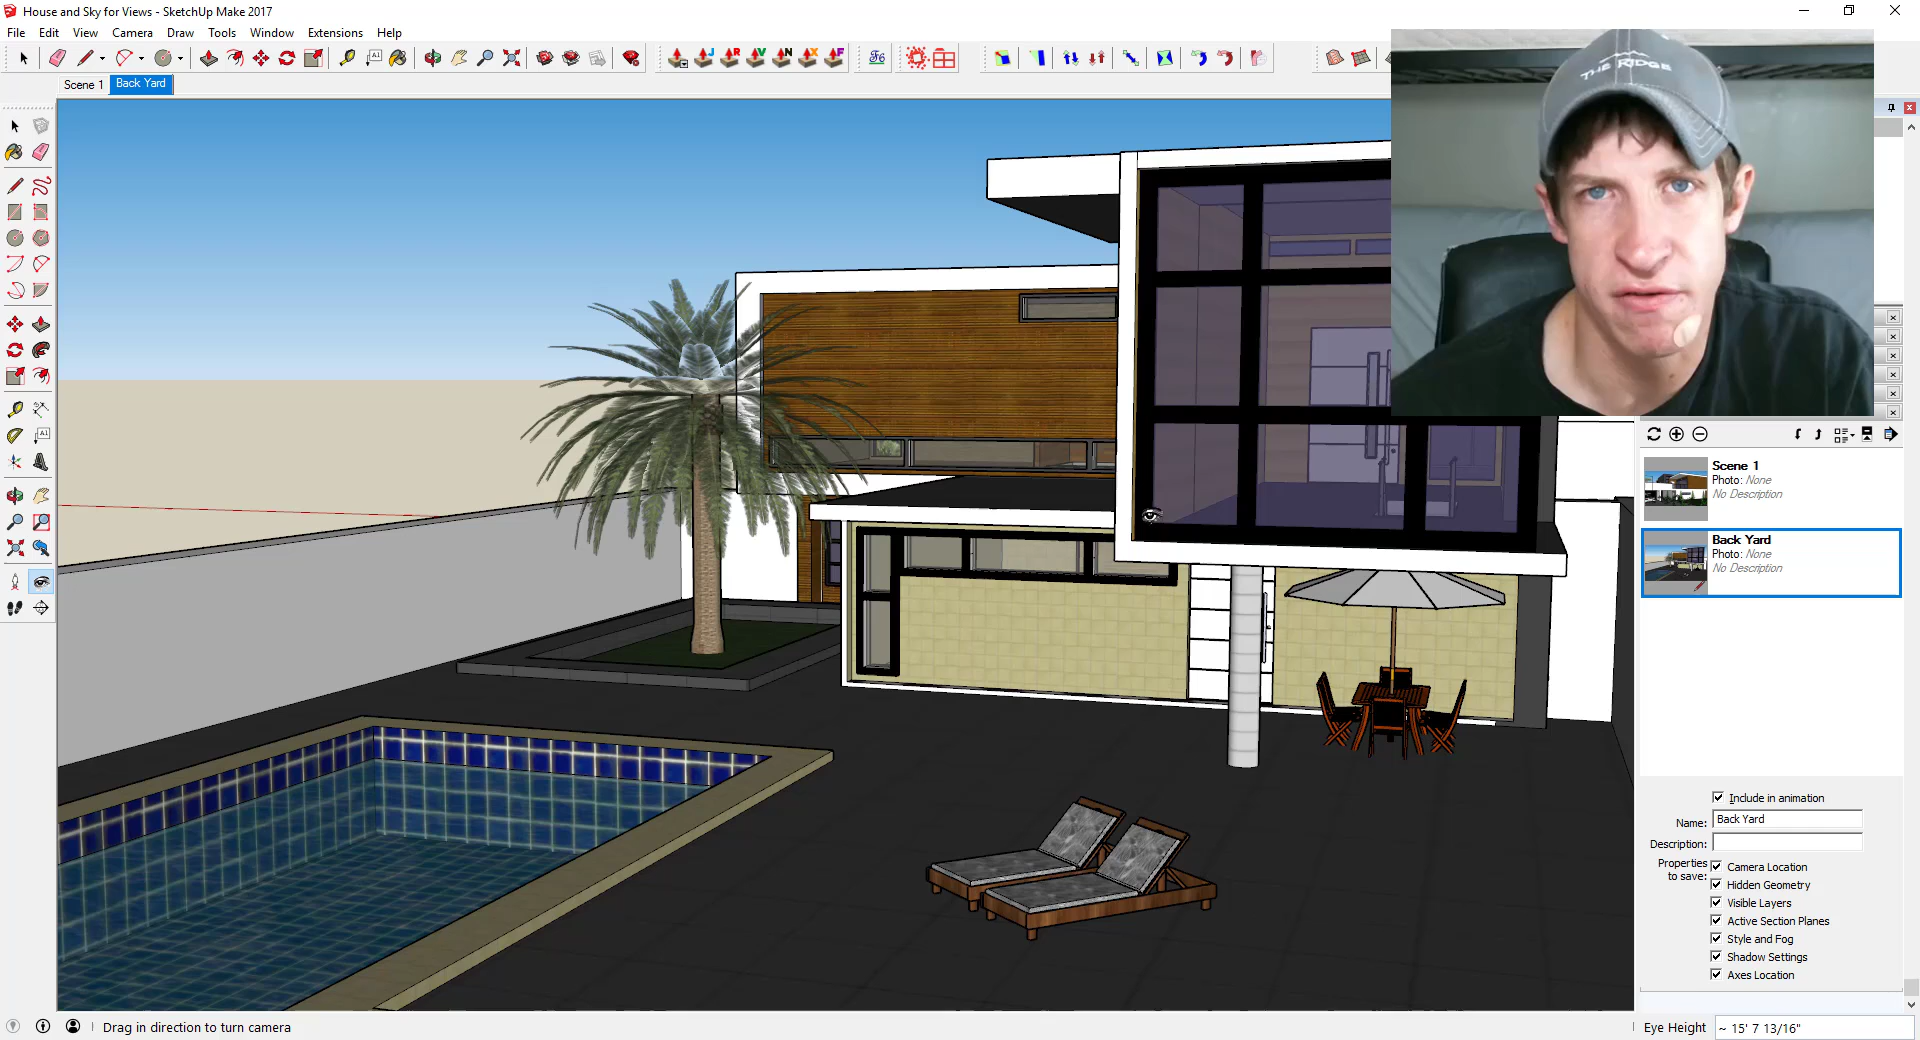 House and Sky for Views - SketchUp Make 2017
File Edit View Camera Draw Tools Window Extensions Help
J R V N X F
Scene 1 Back Yard
THE RIDGE
Scene 1
Photo: None
No Description
Back Yard
Photo: None
No Description
Include in animation
Name: Back Yard
Description:
Properties to save:
Camera Location
Hidden Geometry
Visible Layers
Active Section Planes
Style and Fog
Shadow Settings
Axes Location
Drag in direction to turn camera
Eye Height ~ 15' 7 13/16"